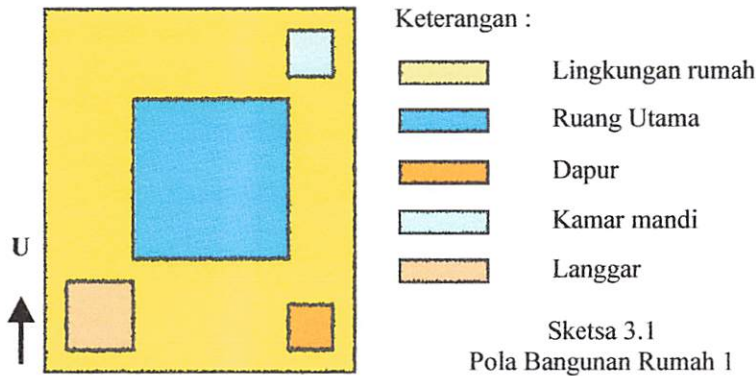 Keterangan :
Lingkungan rumah
Ruang Utama
Dapur
Kamar mandi
Langgar
U
Sketsa 3.1
Pola Bangunan Rumah 1